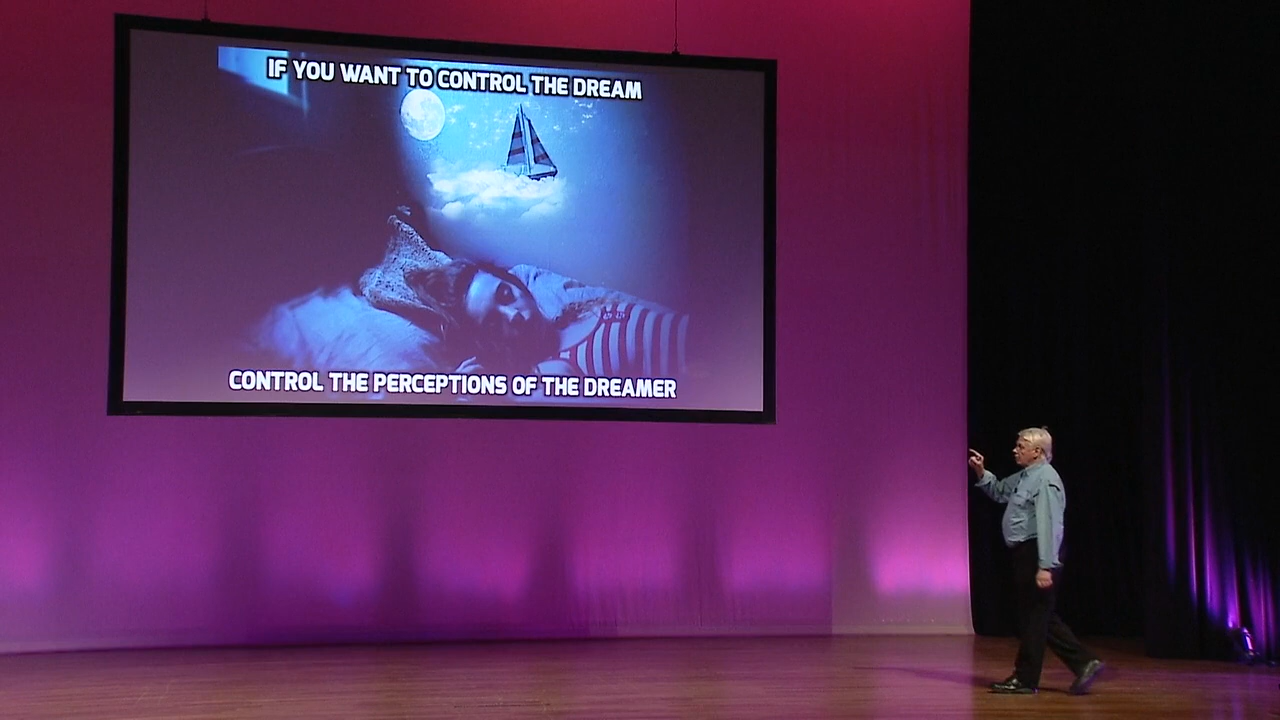 IF YOU WANT TO CONTROL THE DREAM
CONTROL THE PERCEPTIONS OF THE DREAMER